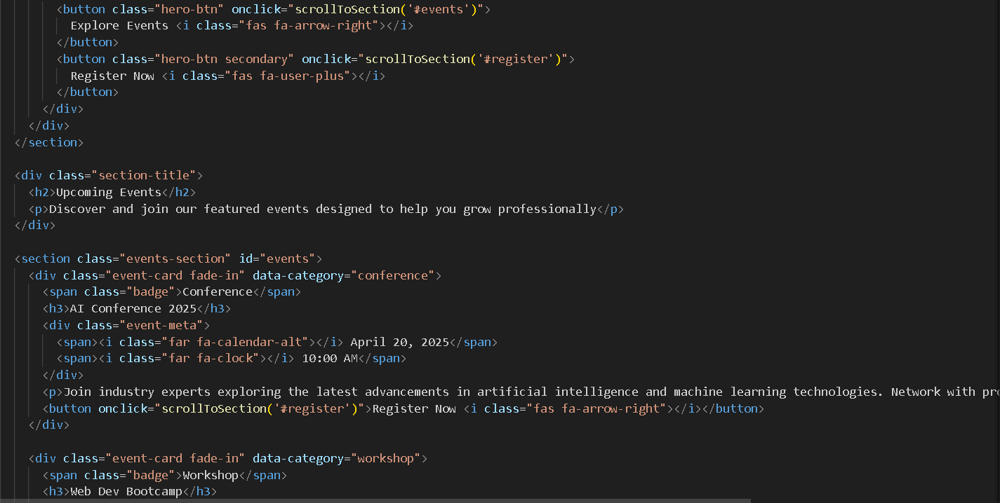 <button class="hero-btn" onclick="scrollToSection('#events')">
Explore Events <i class="fas fa-arrow-right"></i>
</button>
<button class="hero-btn secondary" onclick="scrollToSection('#register')">
Register Now <i class="fas fa-user-plus"></i>
</button>
</div>
</div>
</section>
<div class="section-title">
<h2>Upcoming Events</h2>
<p>Discover and join our featured events designed to help you grow professionally</p>
</div>
<section class="events-section" id="events">
<div class="event-card fade-in" data-category="conference">
<span class="badge">Conference</span>
<h3>AI Conference 2025</h3>
<div class="event-meta">
<span><i class="far fa-calendar-alt"></i> April 20, 2025</span>
<span><i class="far fa-clock"></i> 10:00 AM</span>
</div>
<p>Join industry experts exploring the latest advancements in artificial intelligence and machine learning technologies. Network with
<button onclick="scrollToSection('#register')">Register Now <i class="fas fa-arrow-right"></i></button>
</div>
<div class="event-card fade-in" data-category="workshop">
<span class="badge">Workshop</span>
<h3>Web Dev Bootcamp</h3>